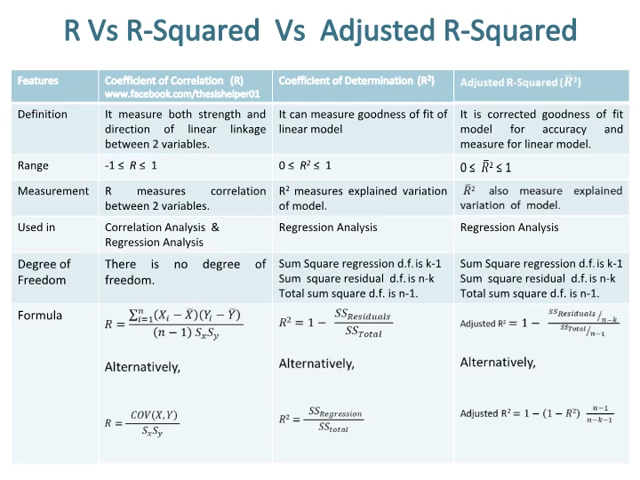 R Vs R-Squared Vs Adjusted R-Squared
Features
Coefficient of Correlation (R)
www.facebook.com/thesishelper01
Coefficient of Determination (R²)
Adjusted R-Squared (R̄²)
Definition
It measure both strength and
direction of linear linkage
between 2 variables.
It can measure goodness of fit of
linear model
It is corrected goodness of fit
model for accuracy and
measure for linear model.
Range
-1 ≤ R ≤ 1
0 ≤ R² ≤ 1
0 ≤ R̄² ≤ 1
Measurement
R measures correlation
between 2 variables.
R² measures explained variation
of model.
R̄² also measure explained
variation of model.
Used in
Correlation Analysis &
Regression Analysis
Regression Analysis
Regression Analysis
Degree of
Freedom
There is no degree of
freedom.
Sum Square regression d.f. is k-1
Sum square residual d.f. is n-k
Total sum square d.f. is n-1.
Sum Square regression d.f. is k-1
Sum square residual d.f. is n-k
Total sum square d.f. is n-1.
Formula
R = ∑ⁿᵢ₌₁(Xᵢ − X̄)(Yᵢ − Ȳ) / (n − 1) SₓSᵧ
Alternatively,
R = COV(X,Y) / SₓSᵧ
R² = 1 − SS_Residuals / SS_Total
Alternatively,
R² = SS_Regression / SS_total
Adjusted R² = 1 − (SS_Residuals / n−k) / (SS_Total / n−1)
Alternatively,
Adjusted R² = 1 − (1 − R²) n−1 / n−k−1